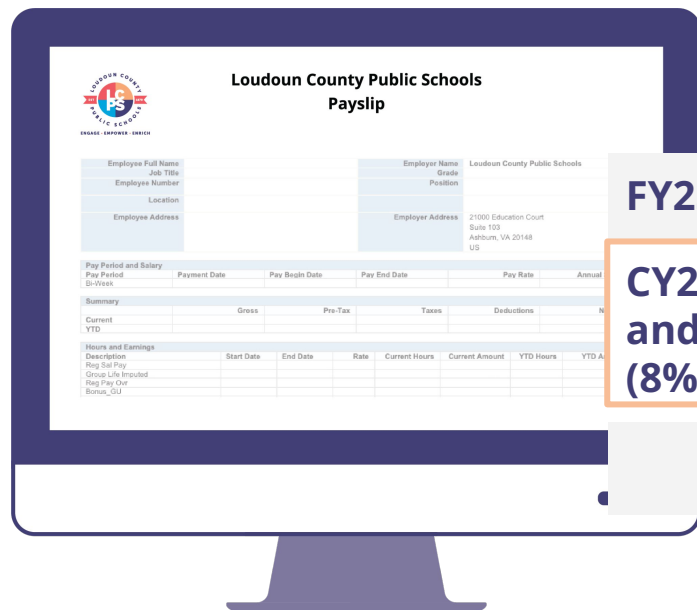 Loudoun County Public Schools
Payslip
LOUDOUN COUNTY
EST
LC
PS
PUBLIC SCHOOLS
ENGAGE · EMPOWER · ENRICH
Employee Full Name
Employer Name Loudoun County Public Schools
Job Title
Grade
Employee Number
Position
Location
Employee Address
Employer Address 21000 Education Court
Suite 103
Ashburn, VA 20148
US
Pay Period and Salary
Pay Period Payment Date Pay Begin Date Pay End Date Pay Rate Annual
Bi-Week
Summary
Gross Pre-Tax Taxes Deductions N
Current
YTD
Hours and Earnings
Description Start Date End Date Rate Current Hours Current Amount YTD Hours YTD A
Reg Sal Pay
Group Life Imputed
Reg Pay Ovr
Bonus_GU
FY2
CY2
and
(8%